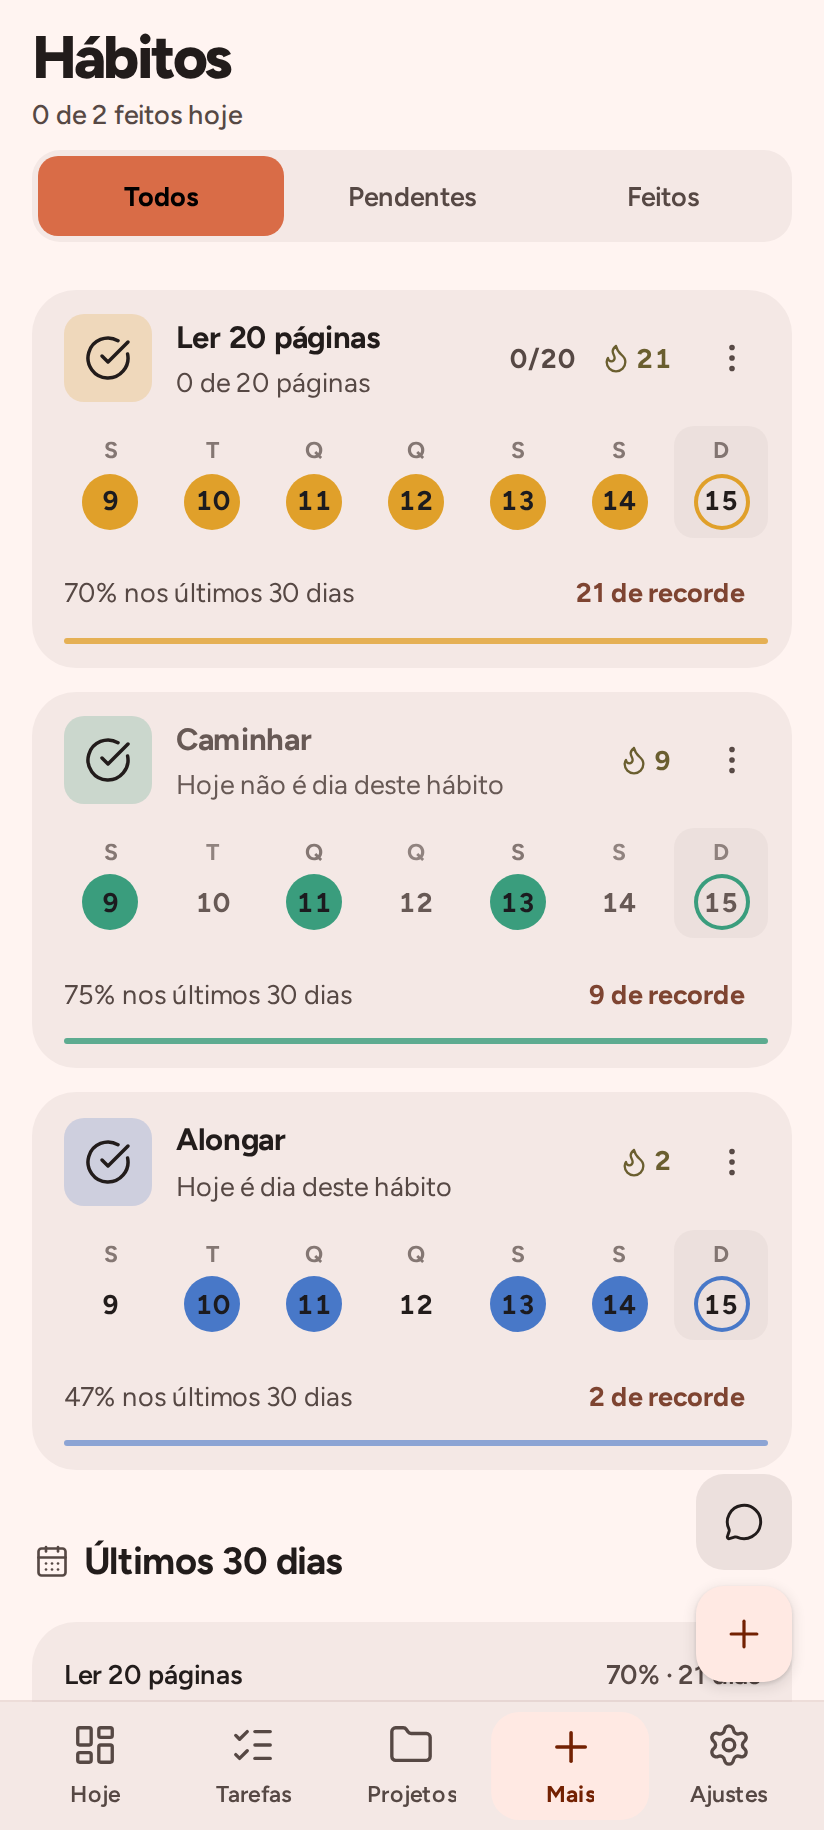 Hábitos
0 de 2 feitos hoje
Todos Pendentes Feitos
Ler 20 páginas
0 de 20 páginas
0/20 21
S T Q Q S S D
9 10 11 12 13 14 15
70% nos últimos 30 dias 21 de recorde
Caminhar
Hoje não é dia deste hábito
9
S T Q Q S S D
9 10 11 12 13 14 15
75% nos últimos 30 dias 9 de recorde
Alongar
Hoje é dia deste hábito
2
S T Q Q S S D
9 10 11 12 13 14 15
47% nos últimos 30 dias 2 de recorde
Últimos 30 dias
Ler 20 páginas 70% · 21
Hoje Tarefas Projetos Mais Ajustes